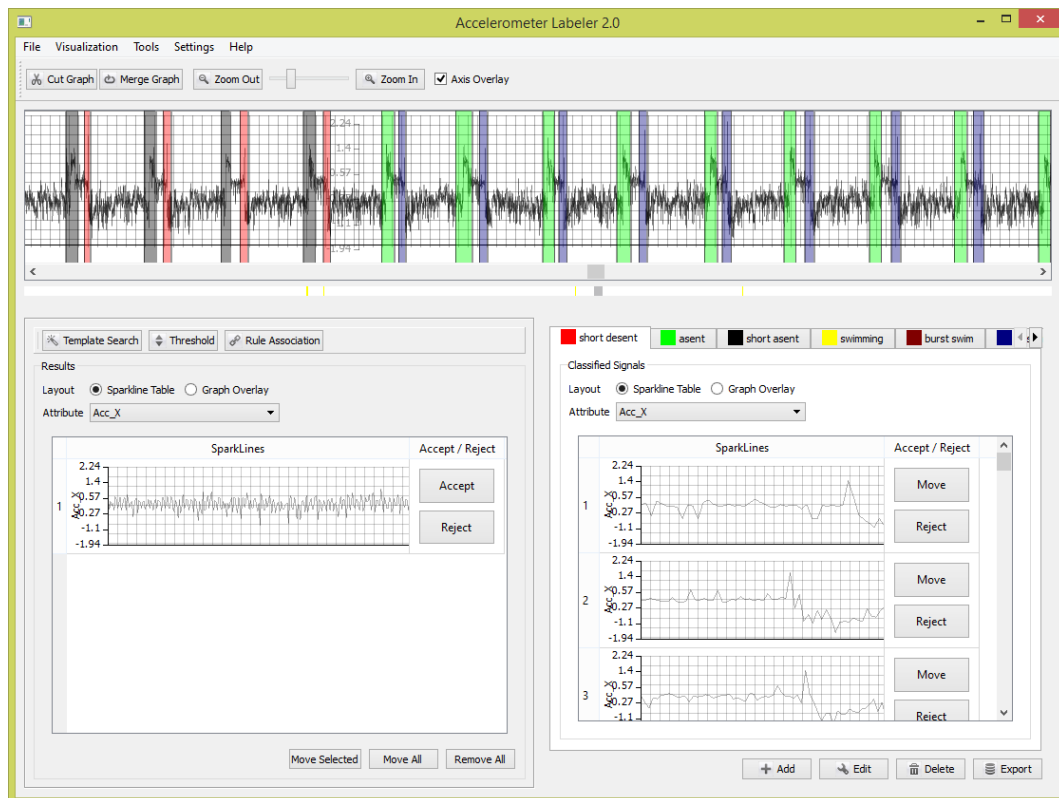 Accelerometer Labeler 2.0
File Visualization Tools Settings Help
Cut Graph Merge Graph Zoom Out Zoom In Axis Overlay
2.24
1.4
0.57
-1.1
-1.94
Template Search Threshold Rule Association
Results
Layout Sparkline Table Graph Overlay
Attribute Acc_X
SparkLines Accept / Reject
1
Acc_X
2.24
1.4
0.57
-0.27
-1.1
-1.94
Accept
Reject
Move Selected Move All Remove All
short desent asent short asent swimming burst swim
Classified Signals
Layout Sparkline Table Graph Overlay
Attribute Acc_X
SparkLines Accept / Reject
1
Acc_X
2.24
1.4
0.57
-0.27
-1.1
-1.94
Move
Reject
2
Acc_X
2.24
1.4
0.57
-0.27
-1.1
-1.94
Move
Reject
3
Acc_X
2.24
1.4
0.57
-0.27
-1.1
Move
Reject
Add Edit Delete Export